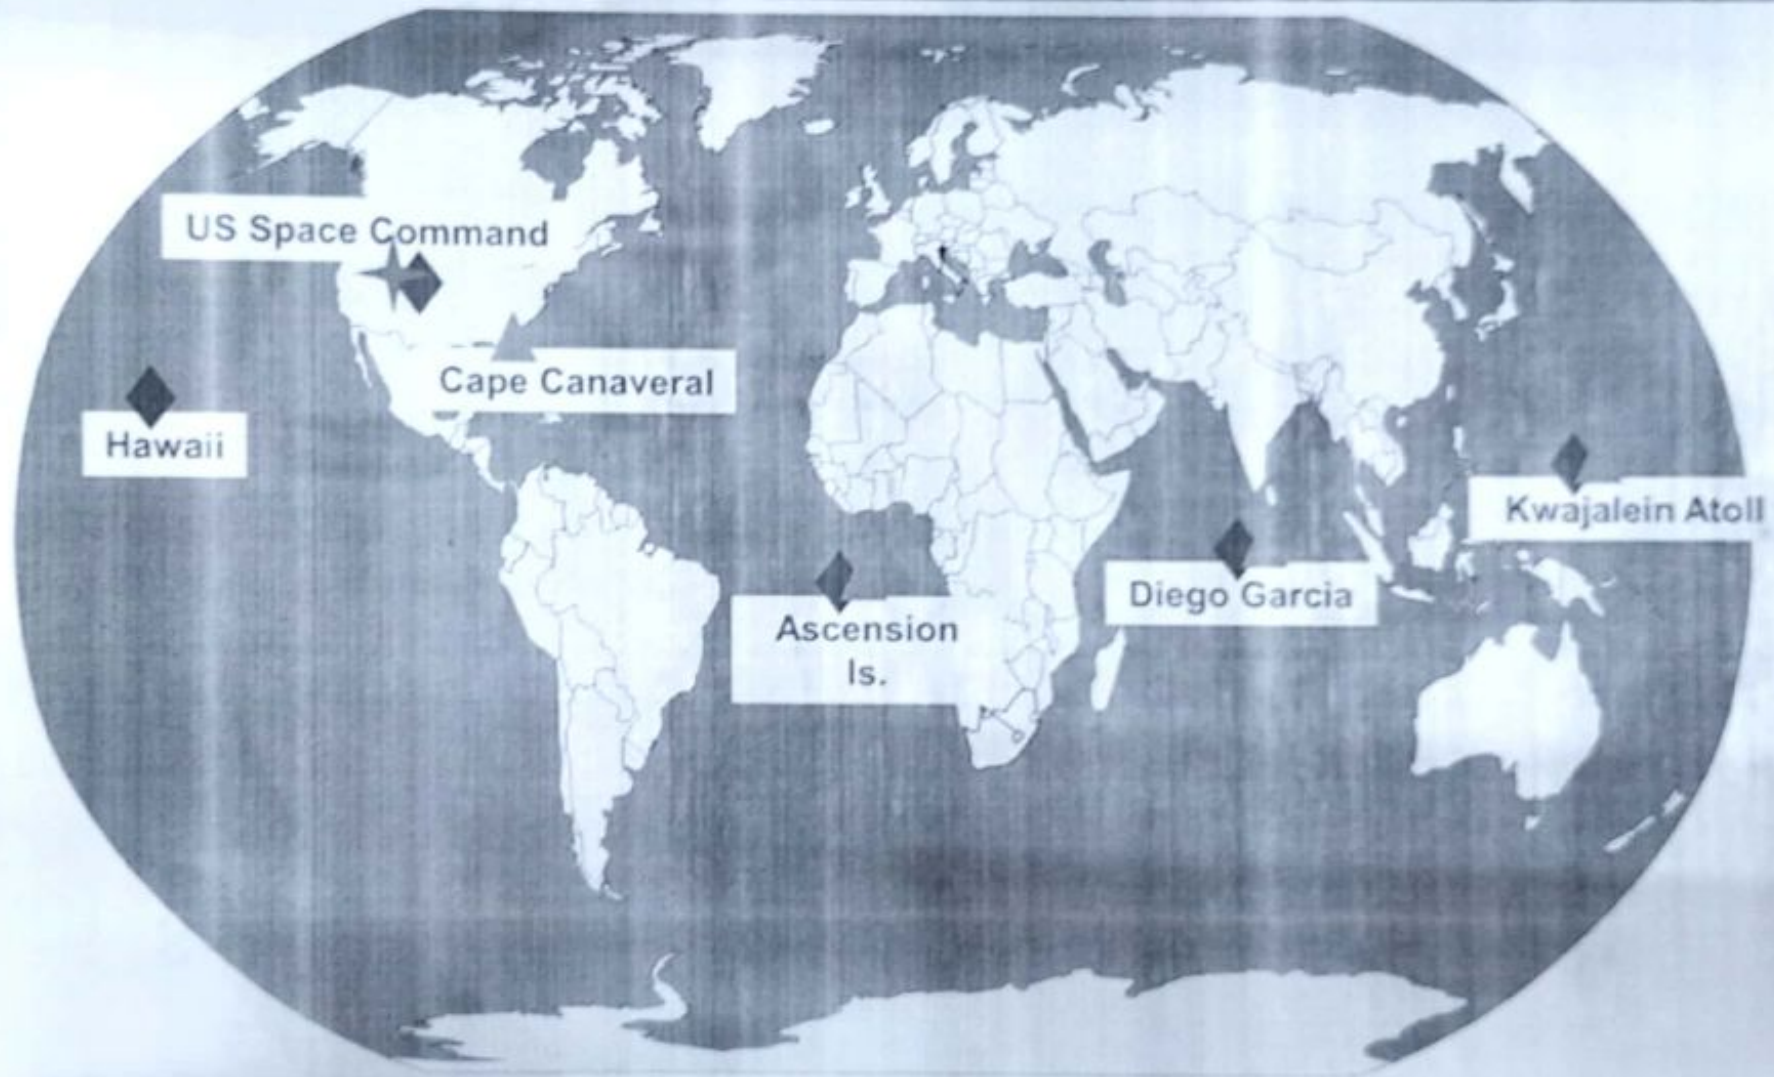 US Space Command
Cape Canaveral
Hawaii
Kwajalein Atoll
Diego Garcia
Ascension
Is.